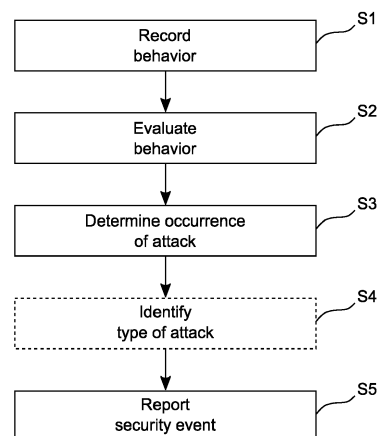 S1
Record
behavior
S2
Evaluate
behavior
S3
Determine occurrence
of attack
S4
Identify
type of attack
S5
Report
security event